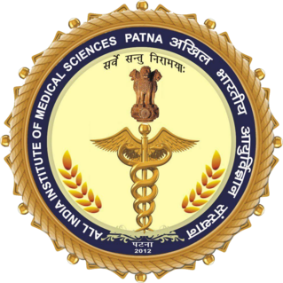 ALL INDIA INSTITUTE OF MEDICAL SCIENCES PATNA
अखिल भारतीय आयुर्विज्ञान संस्थान
सर्वे सन्तु निरामयाः
पटना
2012